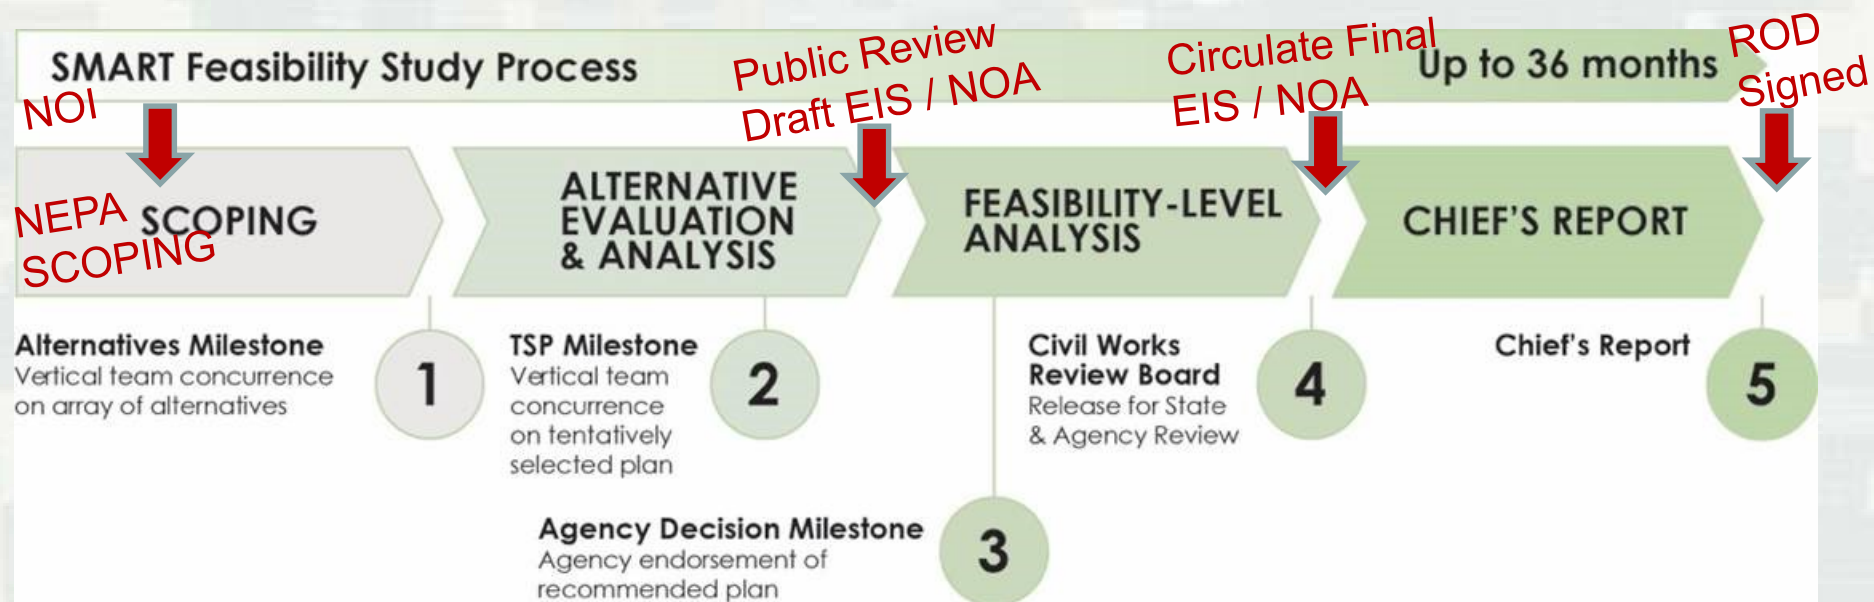 SMART Feasibility Study Process
Up to 36 months
NOI
Public Review
Draft EIS / NOA
Circulate Final
EIS / NOA
ROD
Signed
NEPA
SCOPING
SCOPING
ALTERNATIVE
EVALUATION
& ANALYSIS
FEASIBILITY-LEVEL
ANALYSIS
CHIEF'S REPORT
Alternatives Milestone
Vertical team concurrence
on array of alternatives
1
TSP Milestone
Vertical team
concurrence
on tentatively
selected plan
2
Agency Decision Milestone
Agency endorsement of
recommended plan
3
Civil Works
Review Board
Release for State
& Agency Review
4
Chief's Report
5